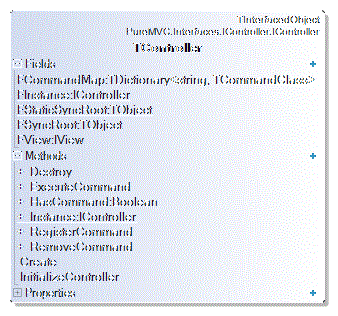 TInterfacedObject
PureMVC.Interfaces.IController.IController
TController
Fields
FCommandMap:TDictionary<string, TCommandClass>
FInstance:IController
FStaticSyncRoot:TObject
FSyncRoot:TObject
FView:IView
Methods
Destroy
ExecuteCommand
HasCommand:Boolean
Instance:IController
RegisterCommand
RemoveCommand
Create
InitializeController
Properties